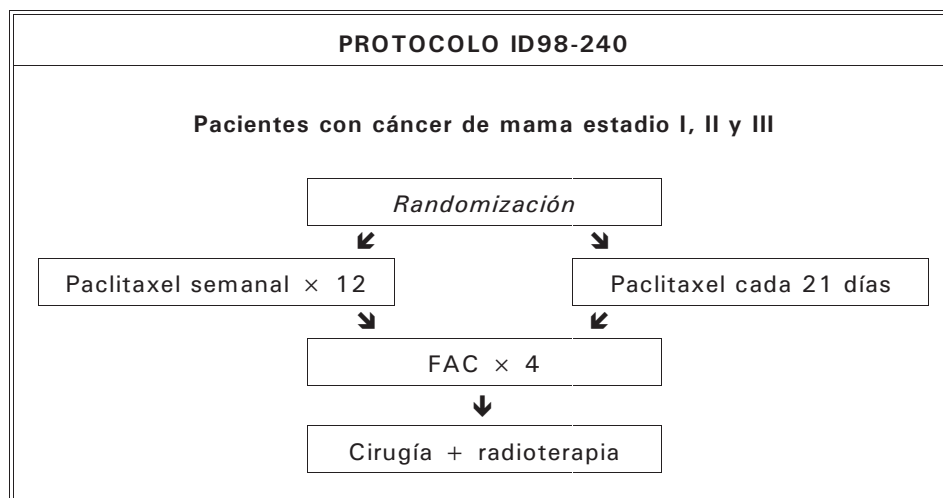 PROTOCOLO ID98-240
Pacientes con cáncer de mama estadio I, II y III
Randomización
Paclitaxel semanal × 12
Paclitaxel cada 21 días
FAC × 4
Cirugía + radioterapia